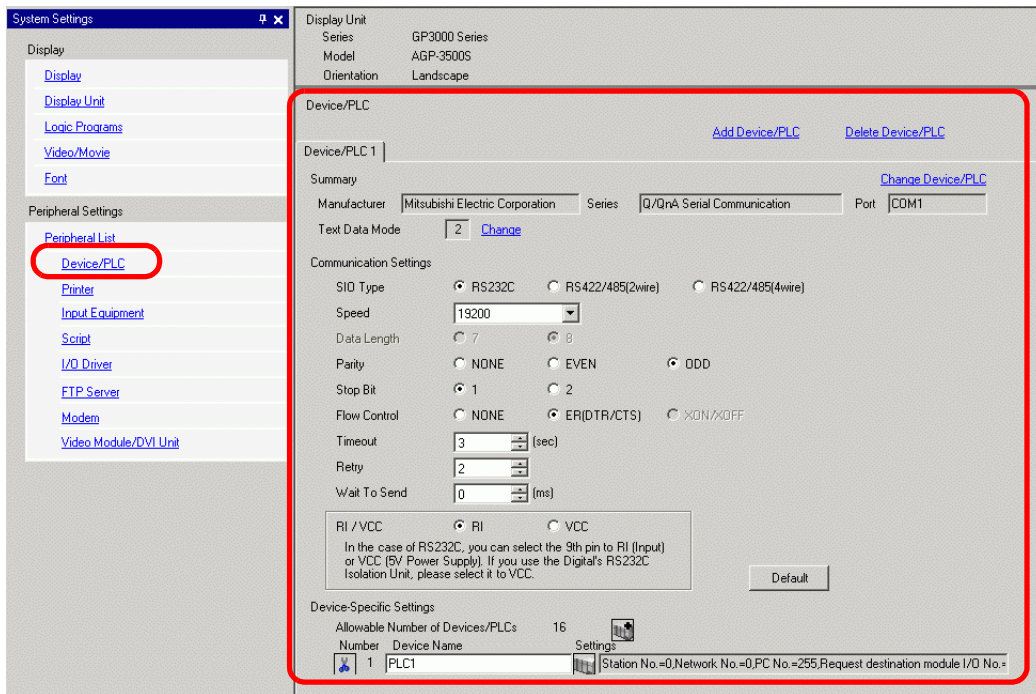 System Settings
Display
Display
Display Unit
Logic Programs
Video/Movie
Font
Peripheral Settings
Peripheral List
Device/PLC
Printer
Input Equipment
Script
I/O Driver
FTP Server
Modem
Video Module/DVI Unit
Display Unit
Series GP3000 Series
Model AGP-3500S
Orientation Landscape
Device/PLC
Add Device/PLC Delete Device/PLC
Device/PLC 1
Summary Change Device/PLC
Manufacturer Mitsubishi Electric Corporation Series Q/QnA Serial Communication Port COM1
Text Data Mode 2 Change
Communication Settings
SIO Type RS232C RS422/485(2wire) RS422/485(4wire)
Speed 19200
Data Length 7 8
Parity NONE EVEN ODD
Stop Bit 1 2
Flow Control NONE ER(DTR/CTS) XON/XOFF
Timeout 3 (sec)
Retry 2
Wait To Send 0 (ms)
RI / VCC RI VCC
In the case of RS232C, you can select the 9th pin to RI (Input)
or VCC (5V Power Supply). If you use the Digital's RS232C
Isolation Unit, please select it to VCC.
Default
Device-Specific Settings
Allowable Number of Devices/PLCs 16
Number Device Name Settings
1 PLC1 Station No.=0,Network No.=0,PC No.=255,Request destination module I/O No.=